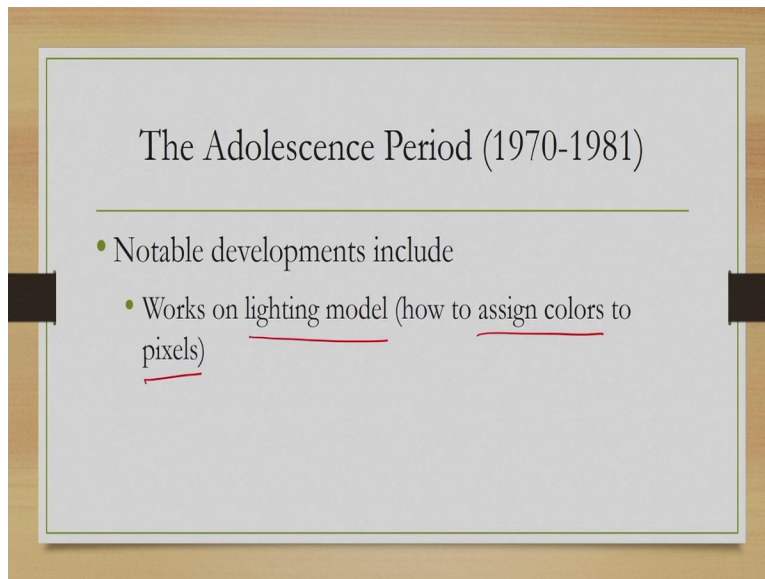 The Adolescence Period (1970-1981)
• Notable developments include
• Works on lighting model (how to assign colors to
pixels)